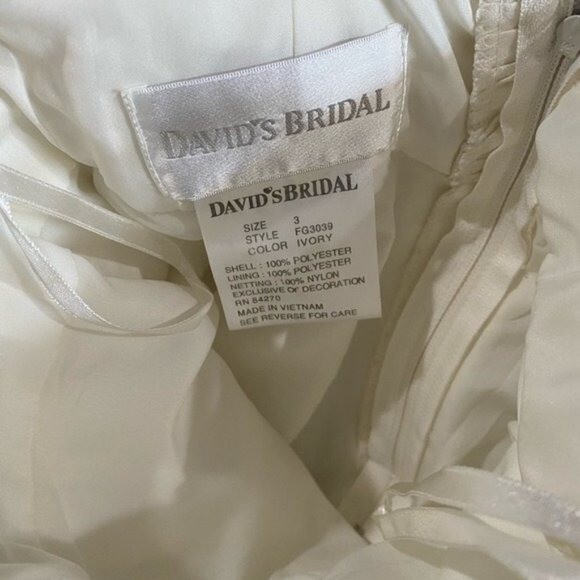 DAVID'S BRIDAL
DAVID'S BRIDAL
SIZE 3
STYLE FG3039
COLOR IVORY
SHELL : 100% POLYESTER
LINING : 100% POLYESTER
NETTING : 100% NYLON
EXCLUSIVE OF DECORATION
RN 84270
MADE IN VIETNAM
SEE REVERSE FOR CARE